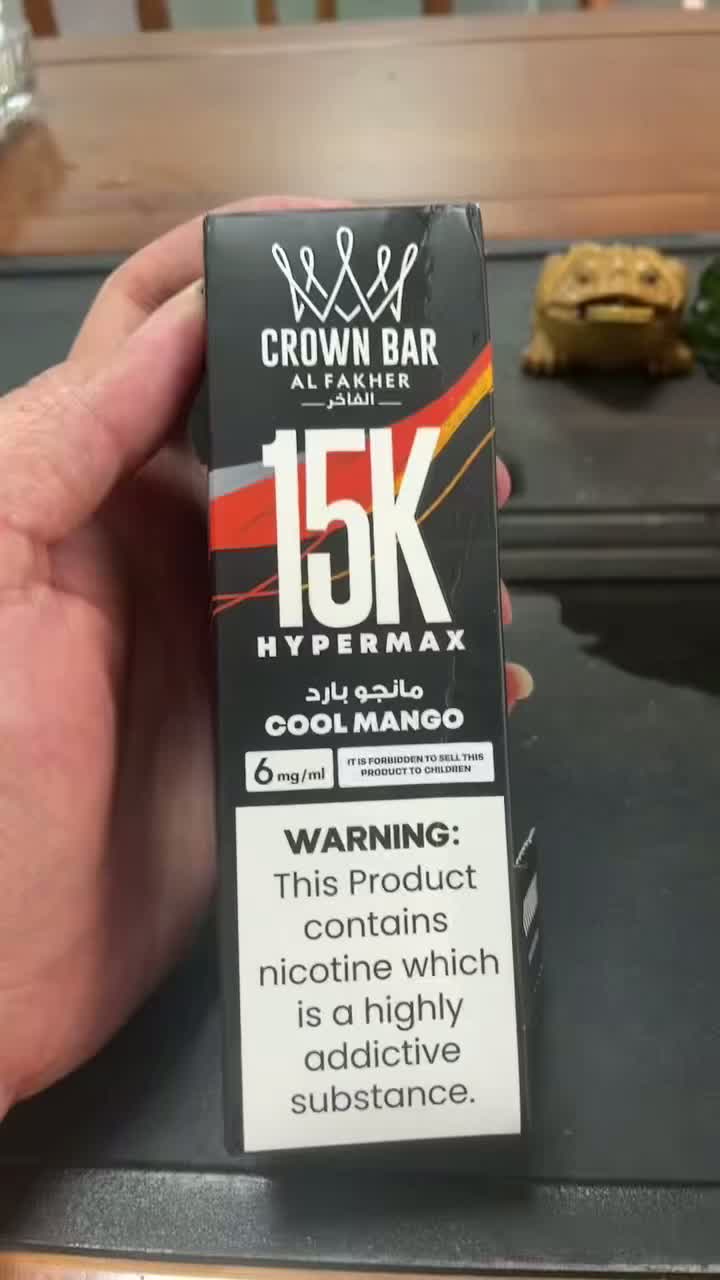 CROWN BAR
AL FAKHER
الفاخر
15K
HYPERMAX
مانجو بارد
COOL MANGO
6 mg/ml
IT IS FORBIDDEN TO SELL THIS
PRODUCT TO CHILDREN
WARNING:
This Product
contains
nicotine which
is a highly
addictive
substance.